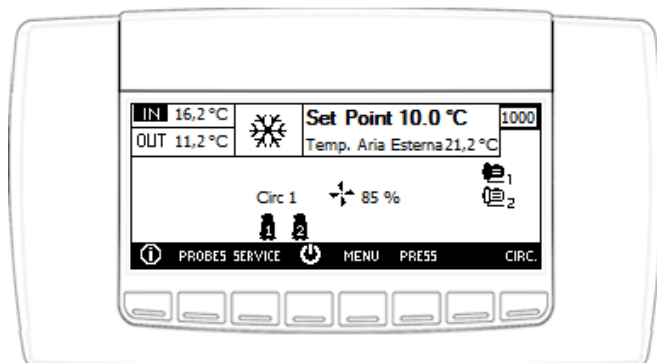 IN 16,2 °C
OUT 11,2 °C
Set Point 10.0 °C
Temp. Aria Esterna 21,2 °C
1000
Circ 1
85 %
1
2
1 2
i PROBES SERVICE MENU PRESS CIRC.